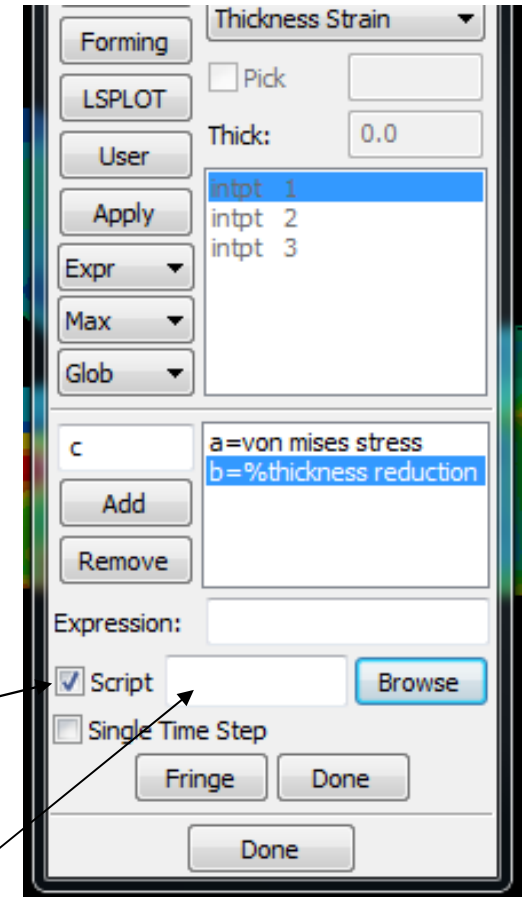 Forming
Thickness Strain
LSPLOT
Pick
User
Thick: 0.0
Apply
intpt 1
intpt 2
intpt 3
Expr
Max
Glob
c
a=von mises stress
b=%thickness reduction
Add
Remove
Expression:
Script
Browse
Single Time Step
Fringe
Done
Done